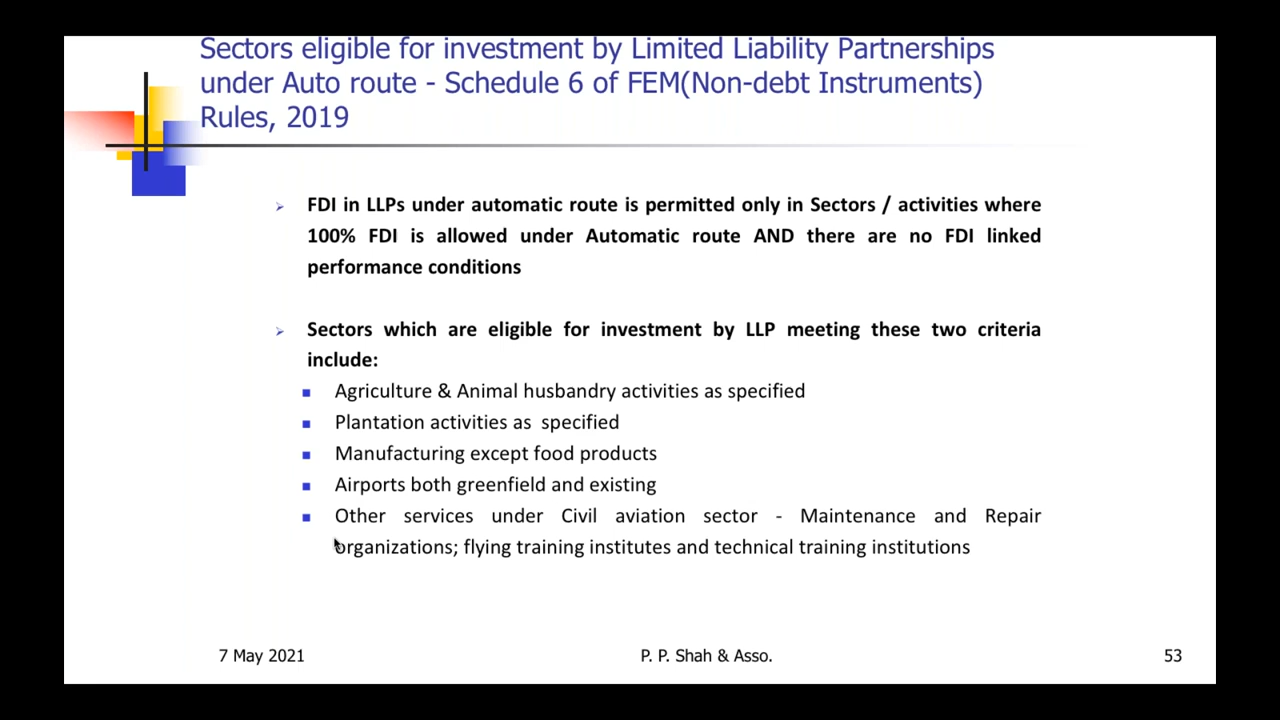 Sectors eligible for investment by Limited Liability Partnerships
under Auto route - Schedule 6 of FEM(Non-debt Instruments)
Rules, 2019
FDI in LLPs under automatic route is permitted only in Sectors / activities where
100% FDI is allowed under Automatic route AND there are no FDI linked
performance conditions
Sectors which are eligible for investment by LLP meeting these two criteria
include:
Agriculture & Animal husbandry activities as specified
Plantation activities as specified
Manufacturing except food products
Airports both greenfield and existing
Other services under Civil aviation sector - Maintenance and Repair
organizations; flying training institutes and technical training institutions
7 May 2021 P. P. Shah & Asso. 53